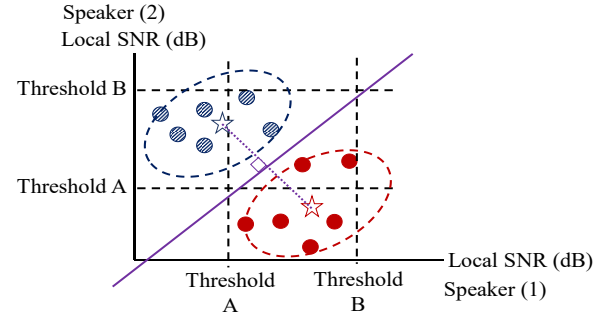 Speaker (2)
Local SNR (dB)
Threshold B
Threshold A
Threshold
A
Threshold
B
Local SNR (dB)
Speaker (1)